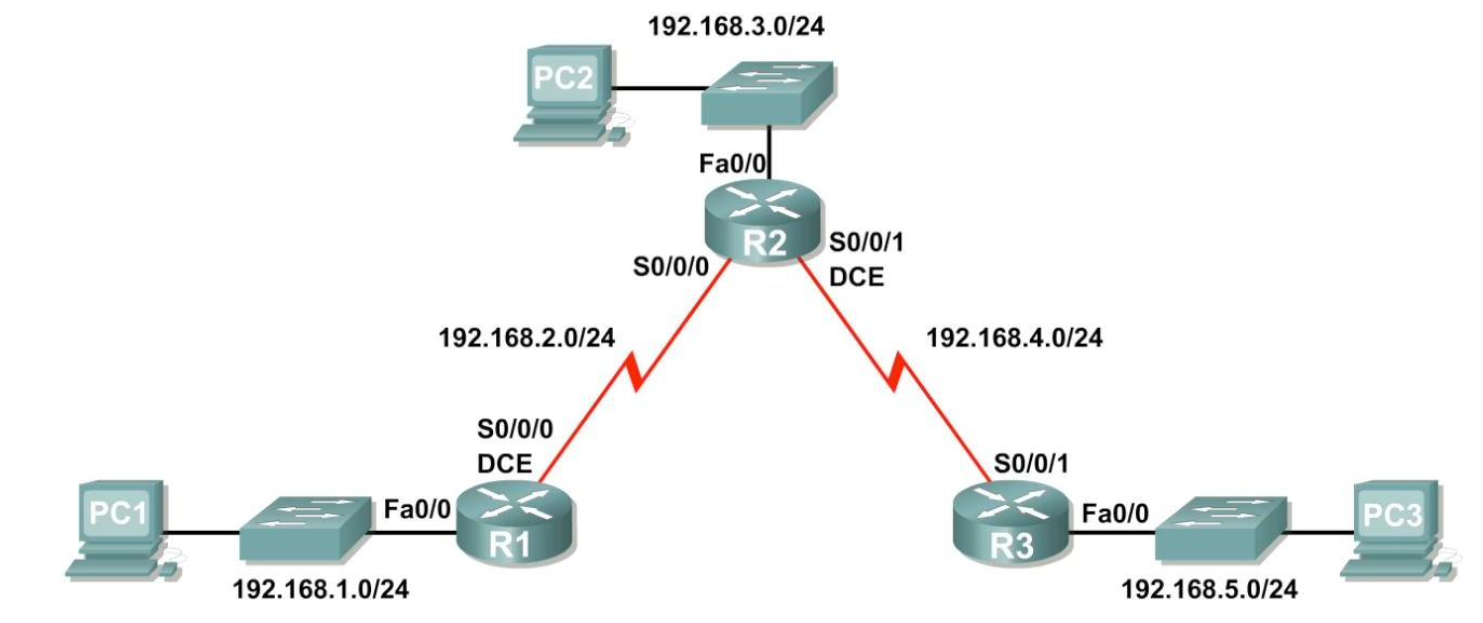 192.168.3.0/24
PC2
Fa0/0
R2
S0/0/1
DCE
S0/0/0
192.168.2.0/24
192.168.4.0/24
S0/0/0
DCE
S0/0/1
PC1
Fa0/0
R1
R3
Fa0/0
PC3
192.168.1.0/24
192.168.5.0/24